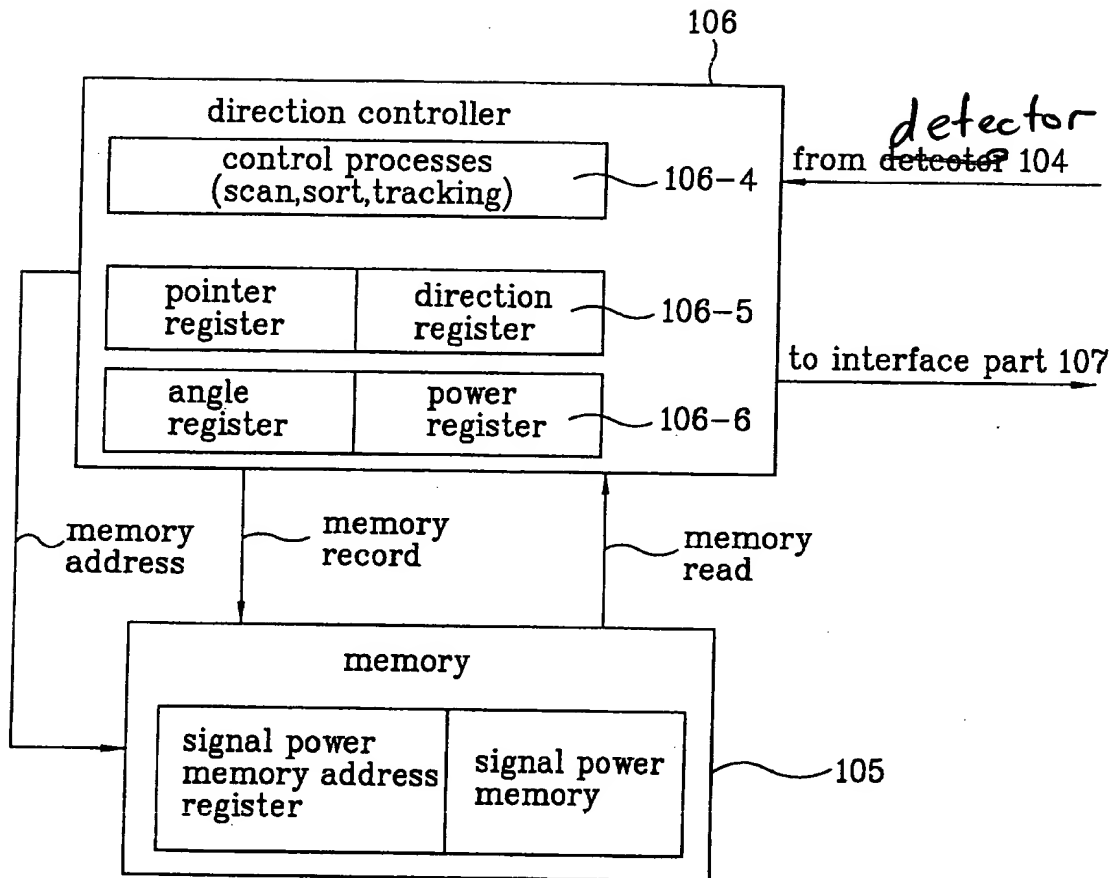 106
direction controller
control processes
(scan,sort,tracking)
106-4
detector
from detcotor 104
pointer
register
direction
register
106-5
to interface part 107
angle
register
power
register
106-6
memory
address
memory
record
memory
read
memory
signal power
memory address
register
signal power
memory
105